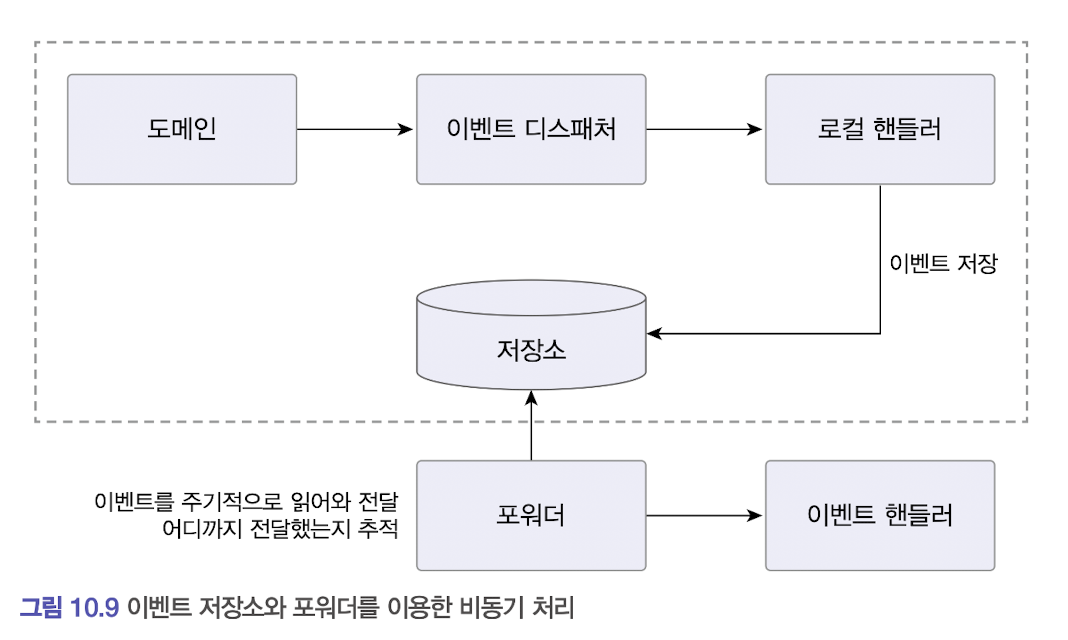 도메인
이벤트 디스패처
로컬 핸들러
이벤트 저장
저장소
이벤트를 주기적으로 읽어와 전달
어디까지 전달했는지 추적
포워더
이벤트 핸들러
그림 10.9 이벤트 저장소와 포워더를 이용한 비동기 처리